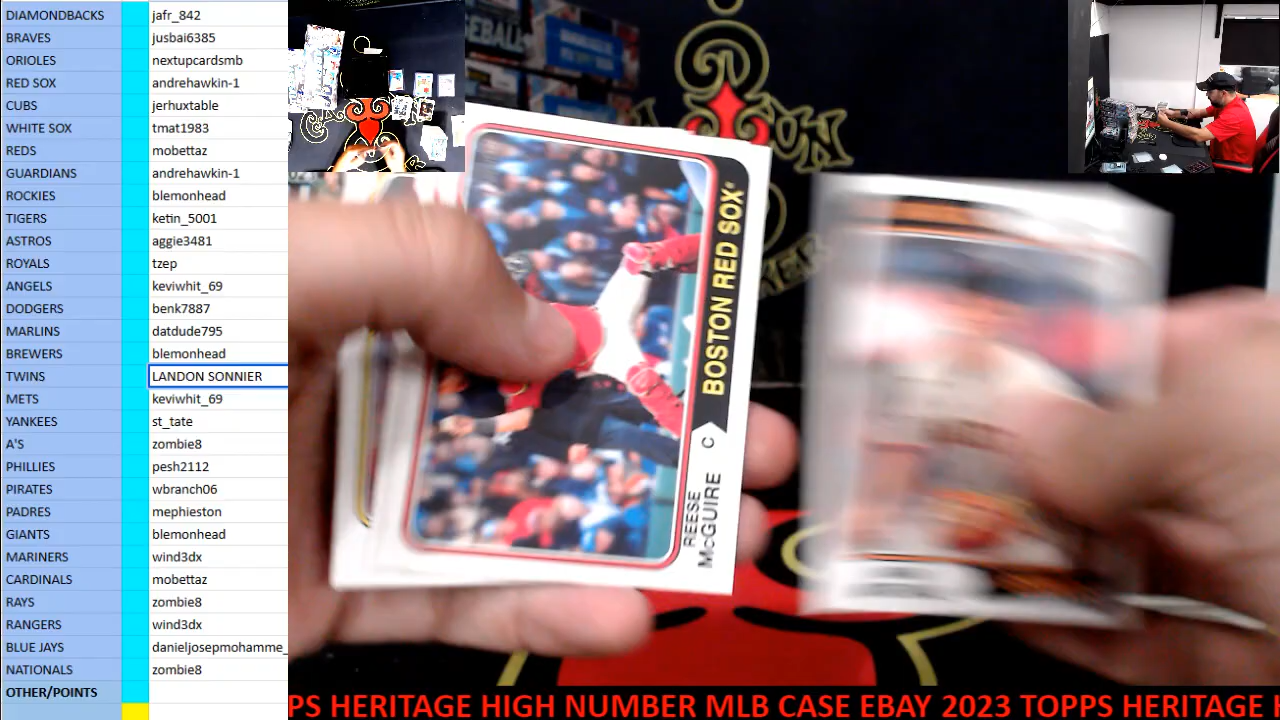 DIAMONDBACKS jafr_842
BRAVES jusbai6385
ORIOLES nextupcardsmb
RED SOX andrehawkin-1
CUBS jerhuxtable
WHITE SOX tmat1983
REDS mobettaz
GUARDIANS andrehawkin-1
ROCKIES blemonhead
TIGERS ketin_5001
ASTROS aggie3481
ROYALS tzep
ANGELS keviwhit_69
DODGERS benk7887
MARLINS datdude795
BREWERS blemonhead
TWINS LANDON SONNIER
METS keviwhit_69
YANKEES st_tate
A'S zombie8
PHILLIES pesh2112
PIRATES wbranch06
PADRES mephieston
GIANTS blemonhead
MARINERS wind3dx
CARDINALS mobettaz
RAYS zombie8
RANGERS wind3dx
BLUE JAYS danieljosepmohamme_
NATIONALS zombie8
OTHER/POINTS
BASEBALL
BOSTON RED SOX
C
REESE
McGUIRE
PS HERITAGE HIGH NUMBER MLB CASE EBAY 2023 TOPPS HERITAGE